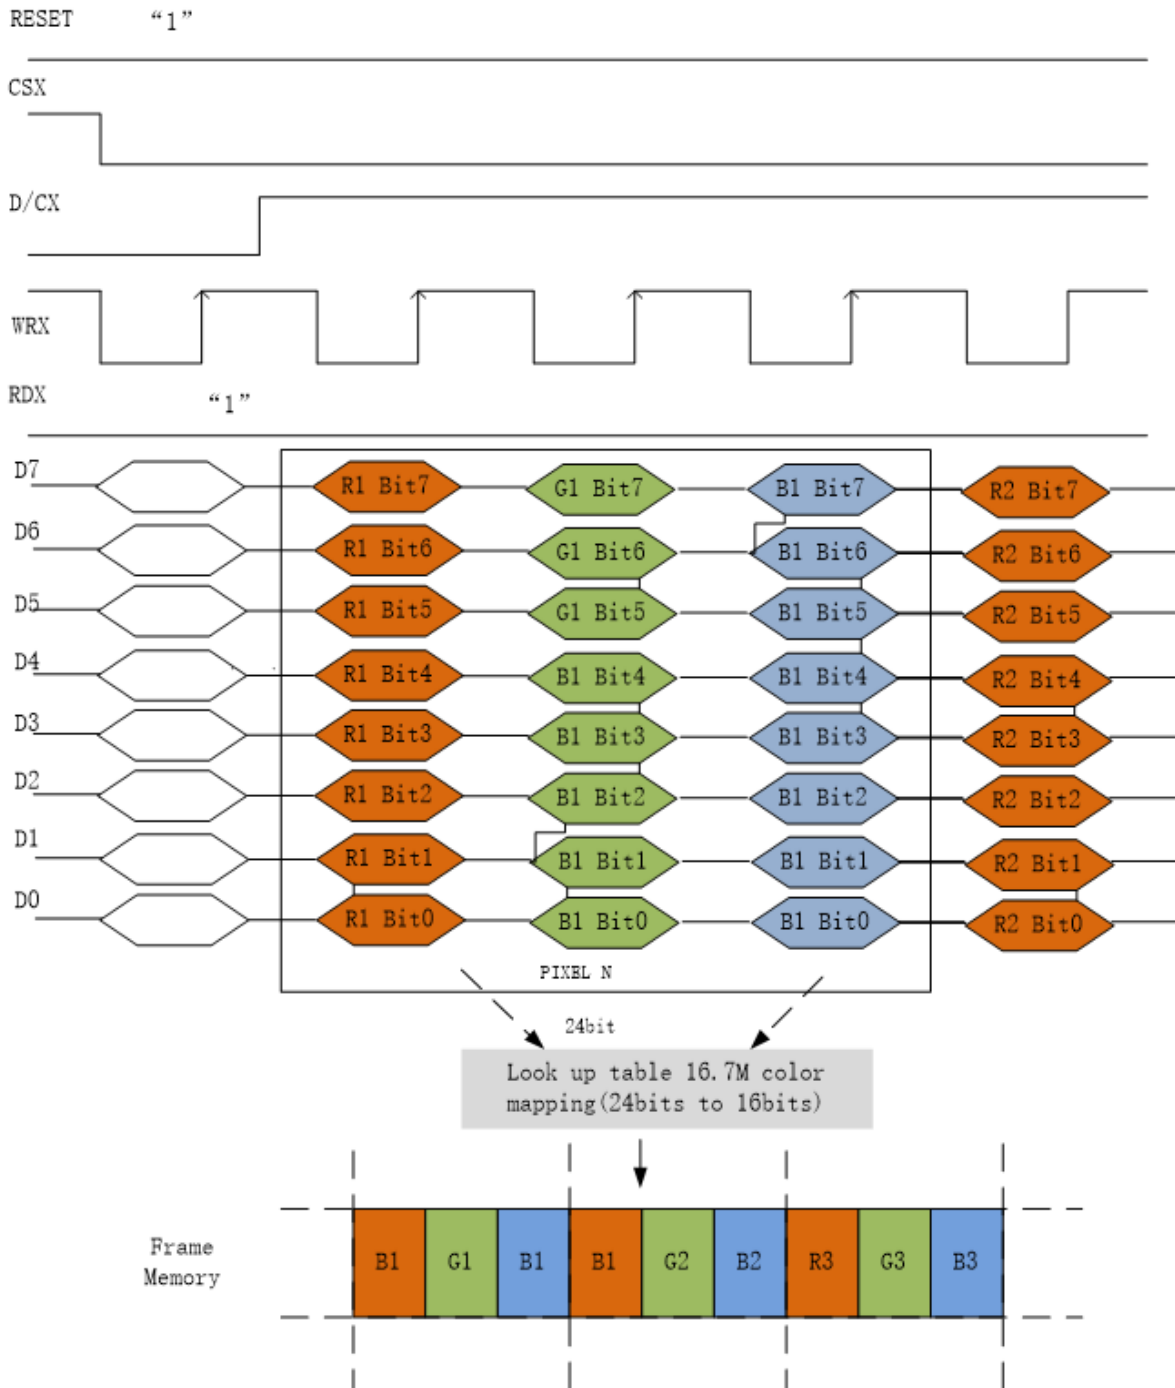 RESET “1”
CSX
D/CX
WRX
RDX “1”
D7 R1 Bit7 G1 Bit7 B1 Bit7 R2 Bit7
D6 R1 Bit6 G1 Bit6 B1 Bit6 R2 Bit6
D5 R1 Bit5 G1 Bit5 B1 Bit5 R2 Bit5
D4 R1 Bit4 B1 Bit4 B1 Bit4 R2 Bit4
D3 R1 Bit3 B1 Bit3 B1 Bit3 R2 Bit3
D2 R1 Bit2 B1 Bit2 B1 Bit2 R2 Bit2
D1 R1 Bit1 B1 Bit1 B1 Bit1 R2 Bit1
D0 R1 Bit0 B1 Bit0 B1 Bit0 R2 Bit0
PIXEL N
24bit
Look up table 16.7M color
mapping(24bits to 16bits)
Frame
Memory
B1 G1 B1 B1 G2 B2 R3 G3 B3